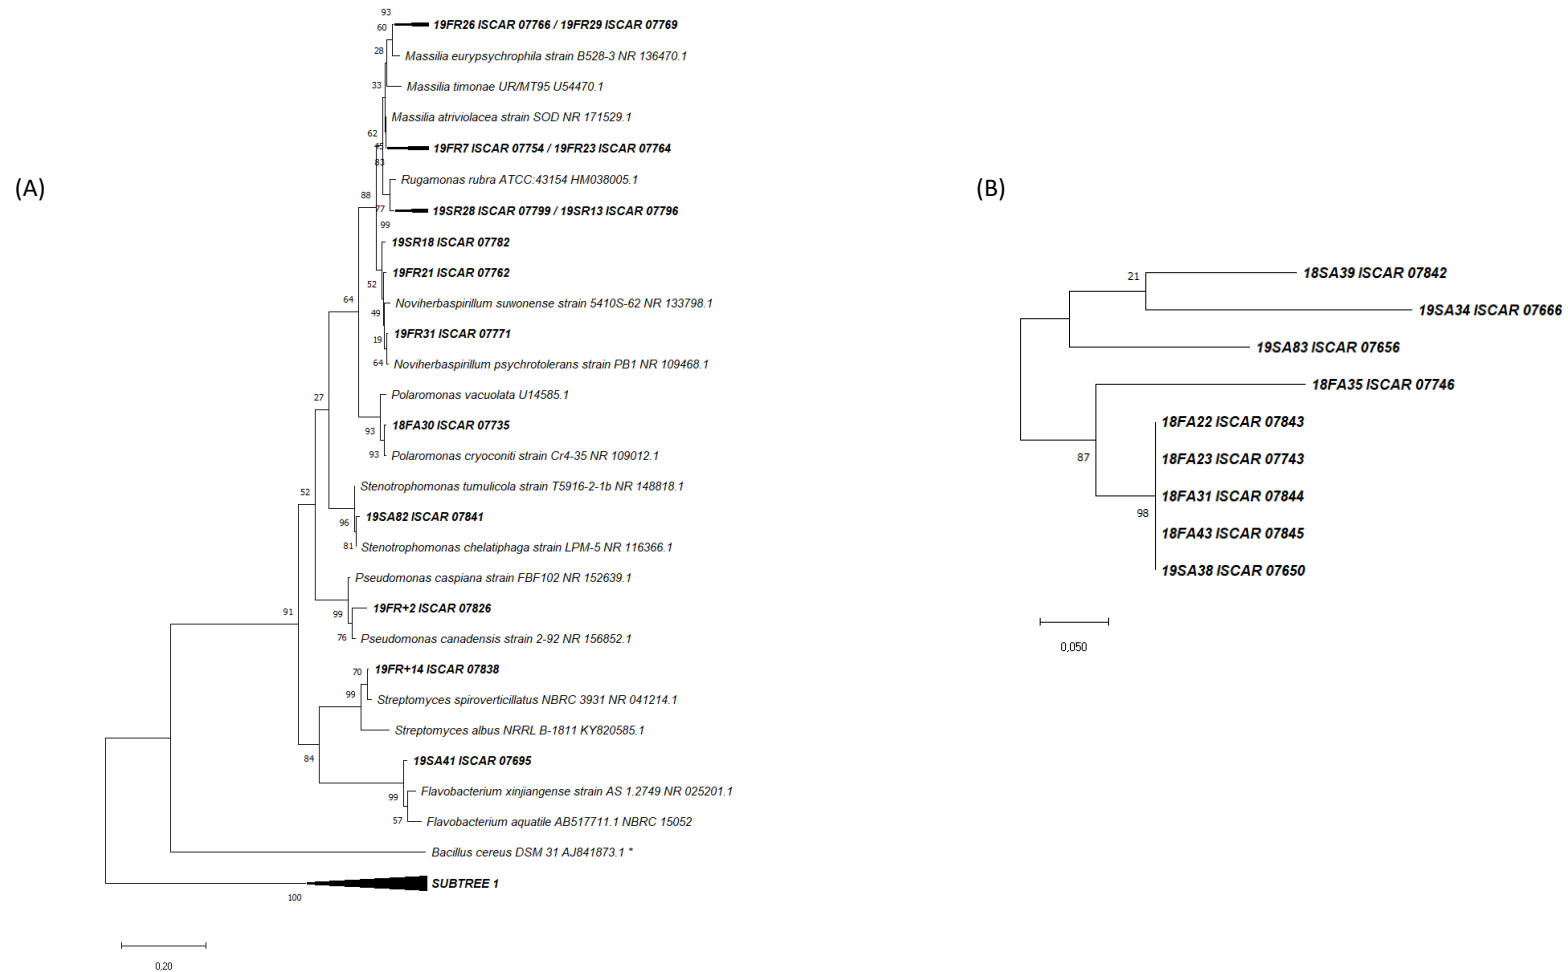 (A)
93
19FR26 ISCAR 07766 / 19FR29 ISCAR 07769
60
28
Massilia eurypsychrophila strain B528-3 NR 136470.1
33
Massilia timonae UR/MT95 U54470.1
Massilia atriviolacea strain SOD NR 171529.1
62
45
19FR7 ISCAR 07754 / 19FR23 ISCAR 07764
83
Rugamonas rubra ATCC:43154 HM038005.1
88
77
19SR28 ISCAR 07799 / 19SR13 ISCAR 07796
99
19SR18 ISCAR 07782
19FR21 ISCAR 07762
52
64
Noviherbaspirillum suwonense strain 5410S-62 NR 133798.1
49
19FR31 ISCAR 07771
19
64
Noviherbaspirillum psychrotolerans strain PB1 NR 109468.1
27
Polaromonas vacuolata U14585.1
18FA30 ISCAR 07735
93
93
Polaromonas cryoconiti strain Cr4-35 NR 109012.1
52
Stenotrophomonas tumulicola strain T5916-2-1b NR 148818.1
19SA82 ISCAR 07841
96
81
Stenotrophomonas chelatiphaga strain LPM-5 NR 116366.1
Pseudomonas caspiana strain FBF102 NR 152639.1
91
19FR+2 ISCAR 07826
99
76
Pseudomonas canadensis strain 2-92 NR 156852.1
70
19FR+14 ISCAR 07838
99
Streptomyces spiroverticillatus NBRC 3931 NR 041214.1
Streptomyces albus NRRL B-1811 KY820585.1
84
19SA41 ISCAR 07695
99
Flavobacterium xinjiangense strain AS 1.2749 NR 025201.1
57
Flavobacterium aquatile AB517711.1 NBRC 15052
Bacillus cereus DSM 31 AJ841873.1 *
SUBTREE 1
100
0,20
(B)
21
18SA39 ISCAR 07842
19SA34 ISCAR 07666
19SA83 ISCAR 07656
18FA35 ISCAR 07746
18FA22 ISCAR 07843
87
18FA23 ISCAR 07743
18FA31 ISCAR 07844
98
18FA43 ISCAR 07845
19SA38 ISCAR 07650
0,050